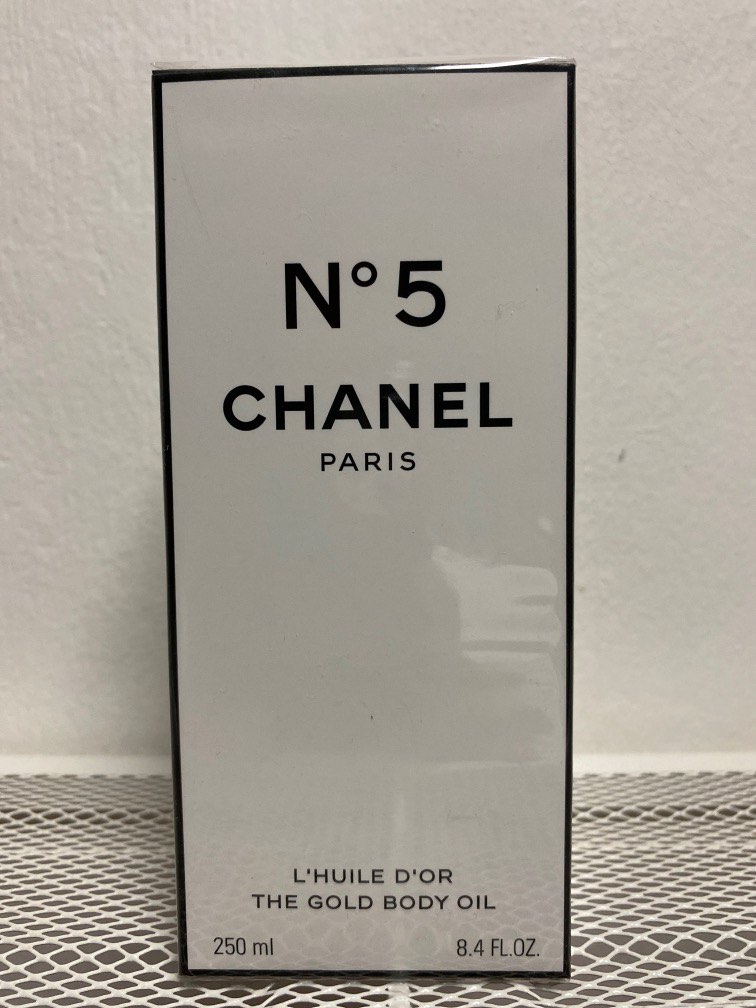 N° 5
CHANEL
PARIS
L'HUILE D'OR
THE GOLD BODY OIL
250 ml 8.4 FL.OZ.